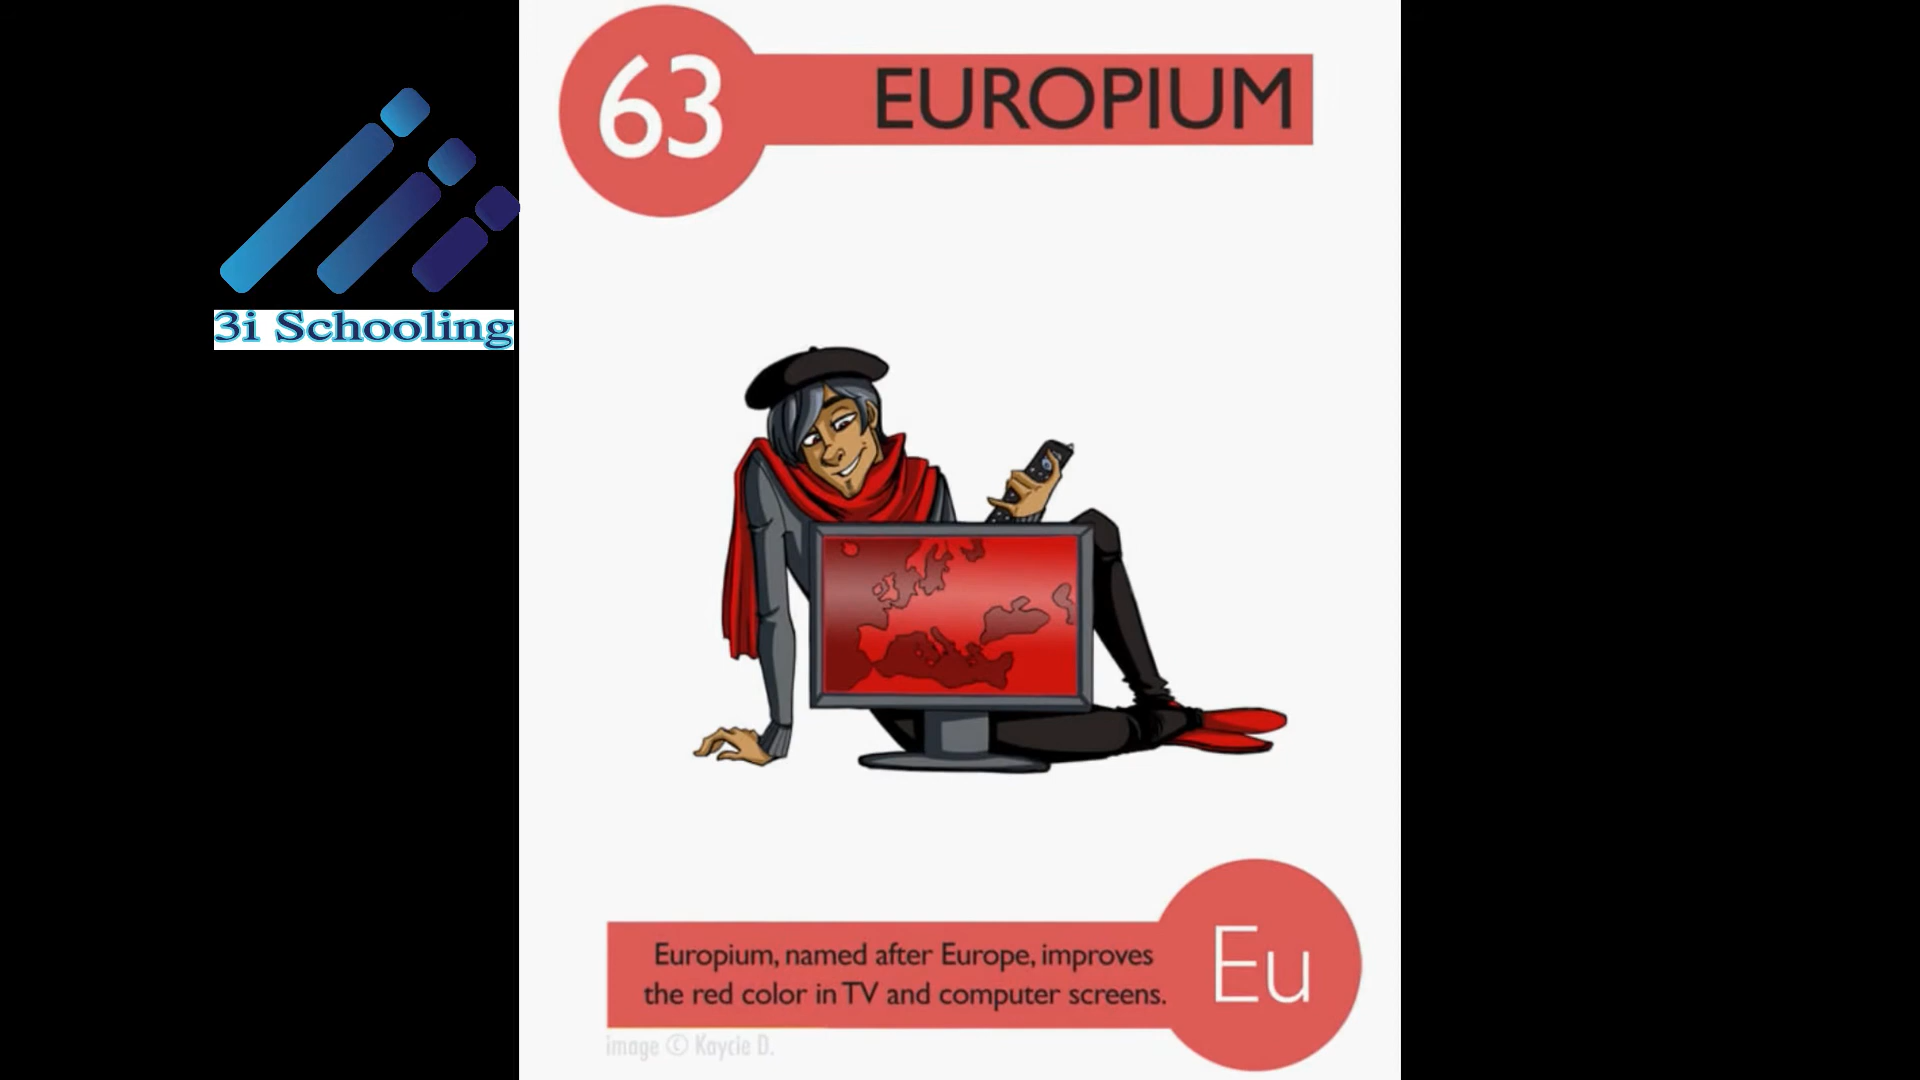 63
EUROPIUM
3i Schooling
Europium, named after Europe, improves
the red color in TV and computer screens.
Eu
image © Kaycie D.